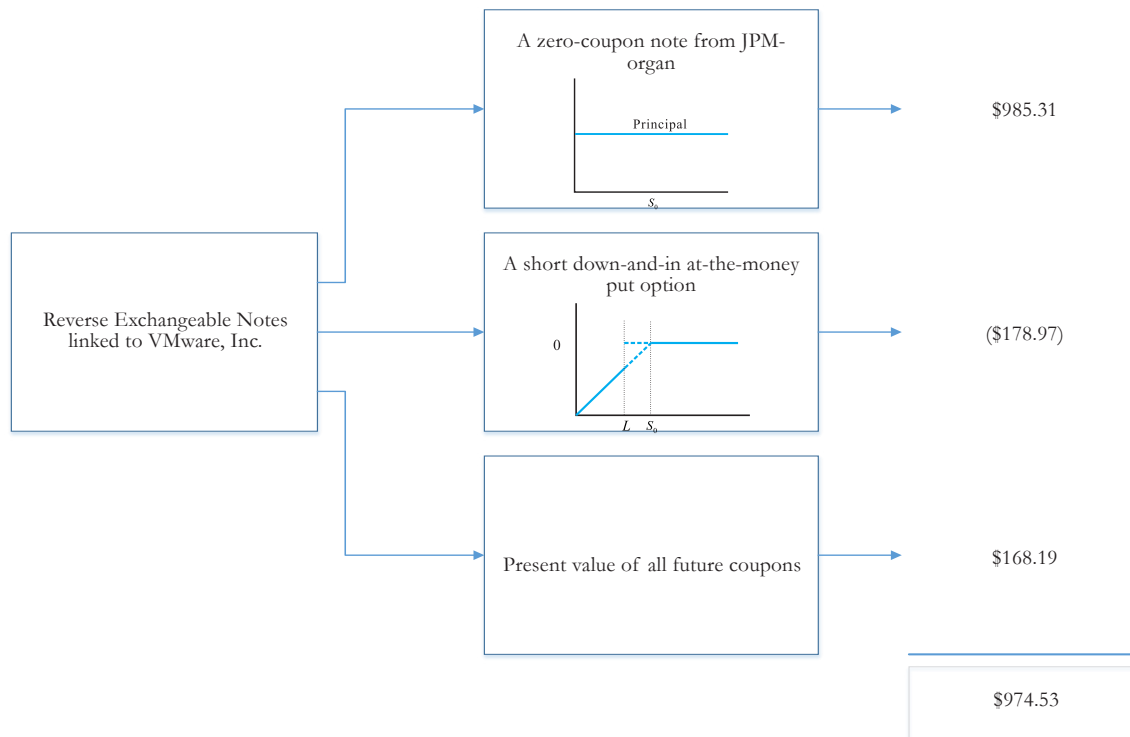 A zero-coupon note from JPM-
organ
Principal
S₀
$985.31
Reverse Exchangeable Notes
linked to VMware, Inc.
A short down-and-in at-the-money
put option
0
L S₀
($178.97)
Present value of all future coupons
$168.19
$974.53